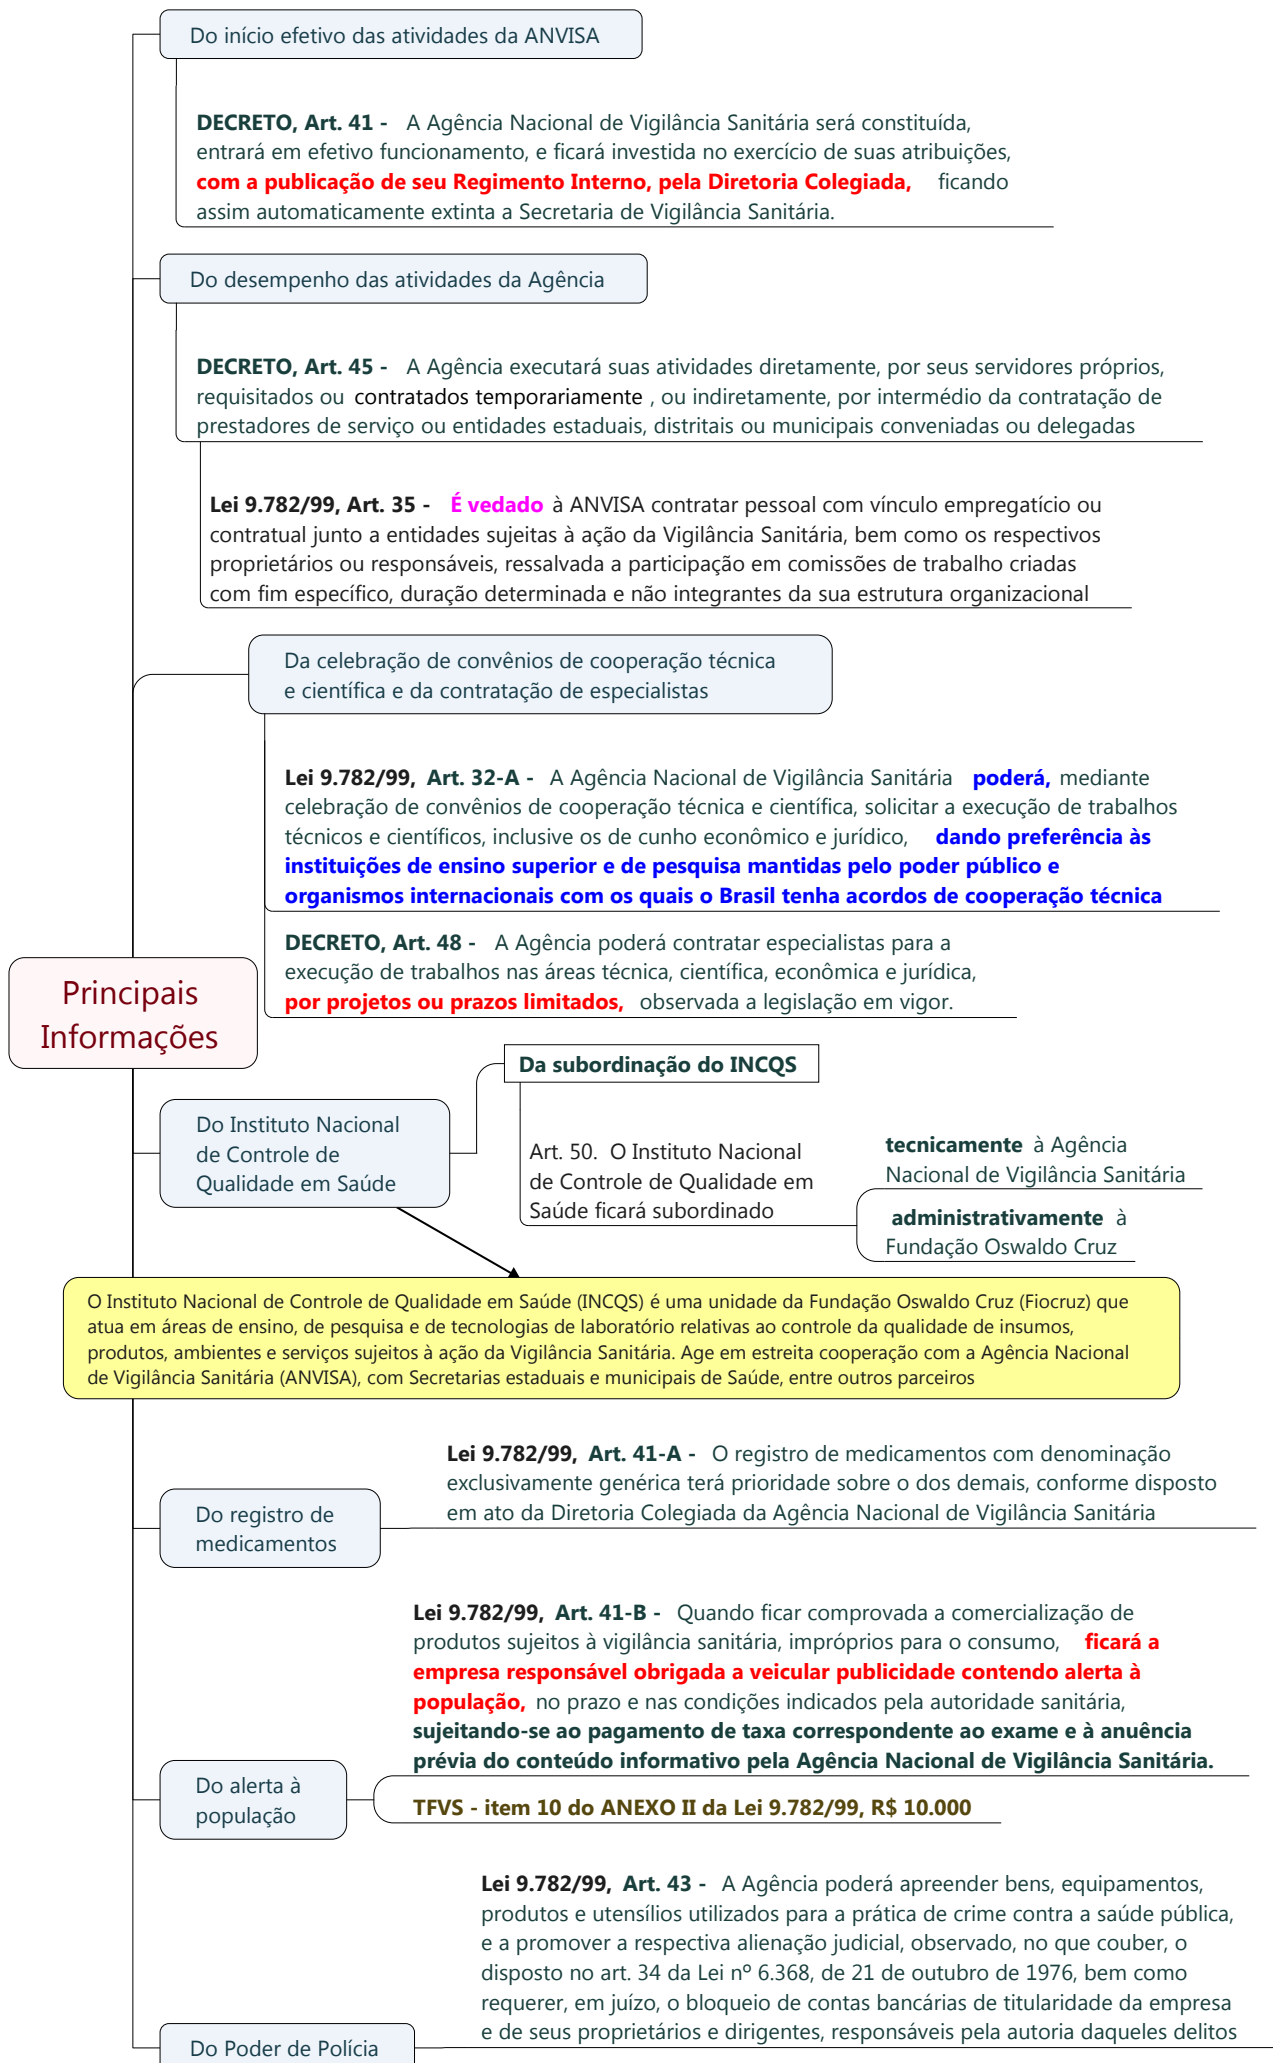 Do início efetivo das atividades da ANVISA
DECRETO, Art. 41 - A Agência Nacional de Vigilância Sanitária será constituída,
entrará em efetivo funcionamento, e ficará investida no exercício de suas atribuições,
com a publicação de seu Regimento Interno, pela Diretoria Colegiada, ficando
assim automaticamente extinta a Secretaria de Vigilância Sanitária.
Do desempenho das atividades da Agência
DECRETO, Art. 45 - A Agência executará suas atividades diretamente, por seus servidores próprios,
requisitados ou contratados temporariamente , ou indiretamente, por intermédio da contratação de
prestadores de serviço ou entidades estaduais, distritais ou municipais conveniadas ou delegadas
Lei 9.782/99, Art. 35 - É vedado à ANVISA contratar pessoal com vínculo empregatício ou
contratual junto a entidades sujeitas à ação da Vigilância Sanitária, bem como os respectivos
proprietários ou responsáveis, ressalvada a participação em comissões de trabalho criadas
com fim específico, duração determinada e não integrantes da sua estrutura organizacional
Da celebração de convênios de cooperação técnica
e científica e da contratação de especialistas
Lei 9.782/99, Art. 32-A - A Agência Nacional de Vigilância Sanitária poderá, mediante
celebração de convênios de cooperação técnica e científica, solicitar a execução de trabalhos
técnicos e científicos, inclusive os de cunho econômico e jurídico, dando preferência às
instituições de ensino superior e de pesquisa mantidas pelo poder público e
organismos internacionais com os quais o Brasil tenha acordos de cooperação técnica
DECRETO, Art. 48 - A Agência poderá contratar especialistas para a
execução de trabalhos nas áreas técnica, científica, econômica e jurídica,
por projetos ou prazos limitados, observada a legislação em vigor.
Principais
Informações
Da subordinação do INCQS
Do Instituto Nacional
de Controle de
Qualidade em Saúde
Art. 50. O Instituto Nacional
de Controle de Qualidade em
Saúde ficará subordinado
tecnicamente à Agência
Nacional de Vigilância Sanitária
administrativamente à
Fundação Oswaldo Cruz
O Instituto Nacional de Controle de Qualidade em Saúde (INCQS) é uma unidade da Fundação Oswaldo Cruz (Fiocruz) que
atua em áreas de ensino, de pesquisa e de tecnologias de laboratório relativas ao controle da qualidade de insumos,
produtos, ambientes e serviços sujeitos à ação da Vigilância Sanitária. Age em estreita cooperação com a Agência Nacional
de Vigilância Sanitária (ANVISA), com Secretarias estaduais e municipais de Saúde, entre outros parceiros
Lei 9.782/99, Art. 41-A - O registro de medicamentos com denominação
exclusivamente genérica terá prioridade sobre o dos demais, conforme disposto
em ato da Diretoria Colegiada da Agência Nacional de Vigilância Sanitária
Do registro de
medicamentos
Lei 9.782/99, Art. 41-B - Quando ficar comprovada a comercialização de
produtos sujeitos à vigilância sanitária, impróprios para o consumo, ficará a
empresa responsável obrigada a veicular publicidade contendo alerta à
população, no prazo e nas condições indicados pela autoridade sanitária,
sujeitando-se ao pagamento de taxa correspondente ao exame e à anuência
prévia do conteúdo informativo pela Agência Nacional de Vigilância Sanitária.
Do alerta à
população
TFVS - item 10 do ANEXO II da Lei 9.782/99, R$ 10.000
Lei 9.782/99, Art. 43 - A Agência poderá apreender bens, equipamentos,
produtos e utensílios utilizados para a prática de crime contra a saúde pública,
e a promover a respectiva alienação judicial, observado, no que couber, o
disposto no art. 34 da Lei nº 6.368, de 21 de outubro de 1976, bem como
requerer, em juízo, o bloqueio de contas bancárias de titularidade da empresa
e de seus proprietários e dirigentes, responsáveis pela autoria daqueles delitos
Do Poder de Polícia